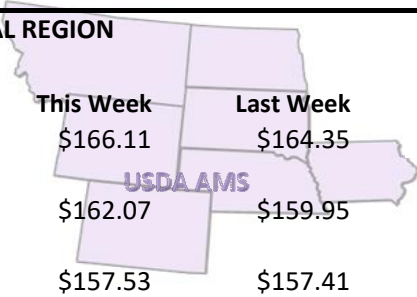 AL REGION
This Week Last Week
$166.11 $164.35
USDA AMS
$162.07 $159.95
$157.53 $157.41